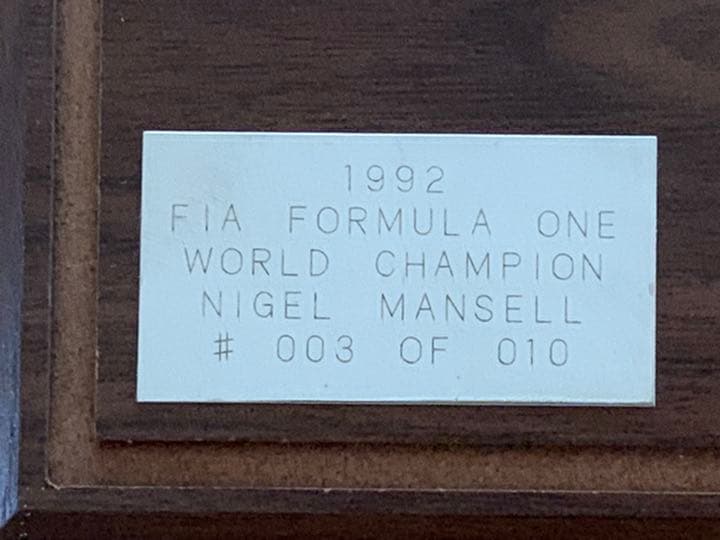 1992
FIA FORMULA ONE
WORLD CHAMPION
NIGEL MANSELL
# 003 OF 010